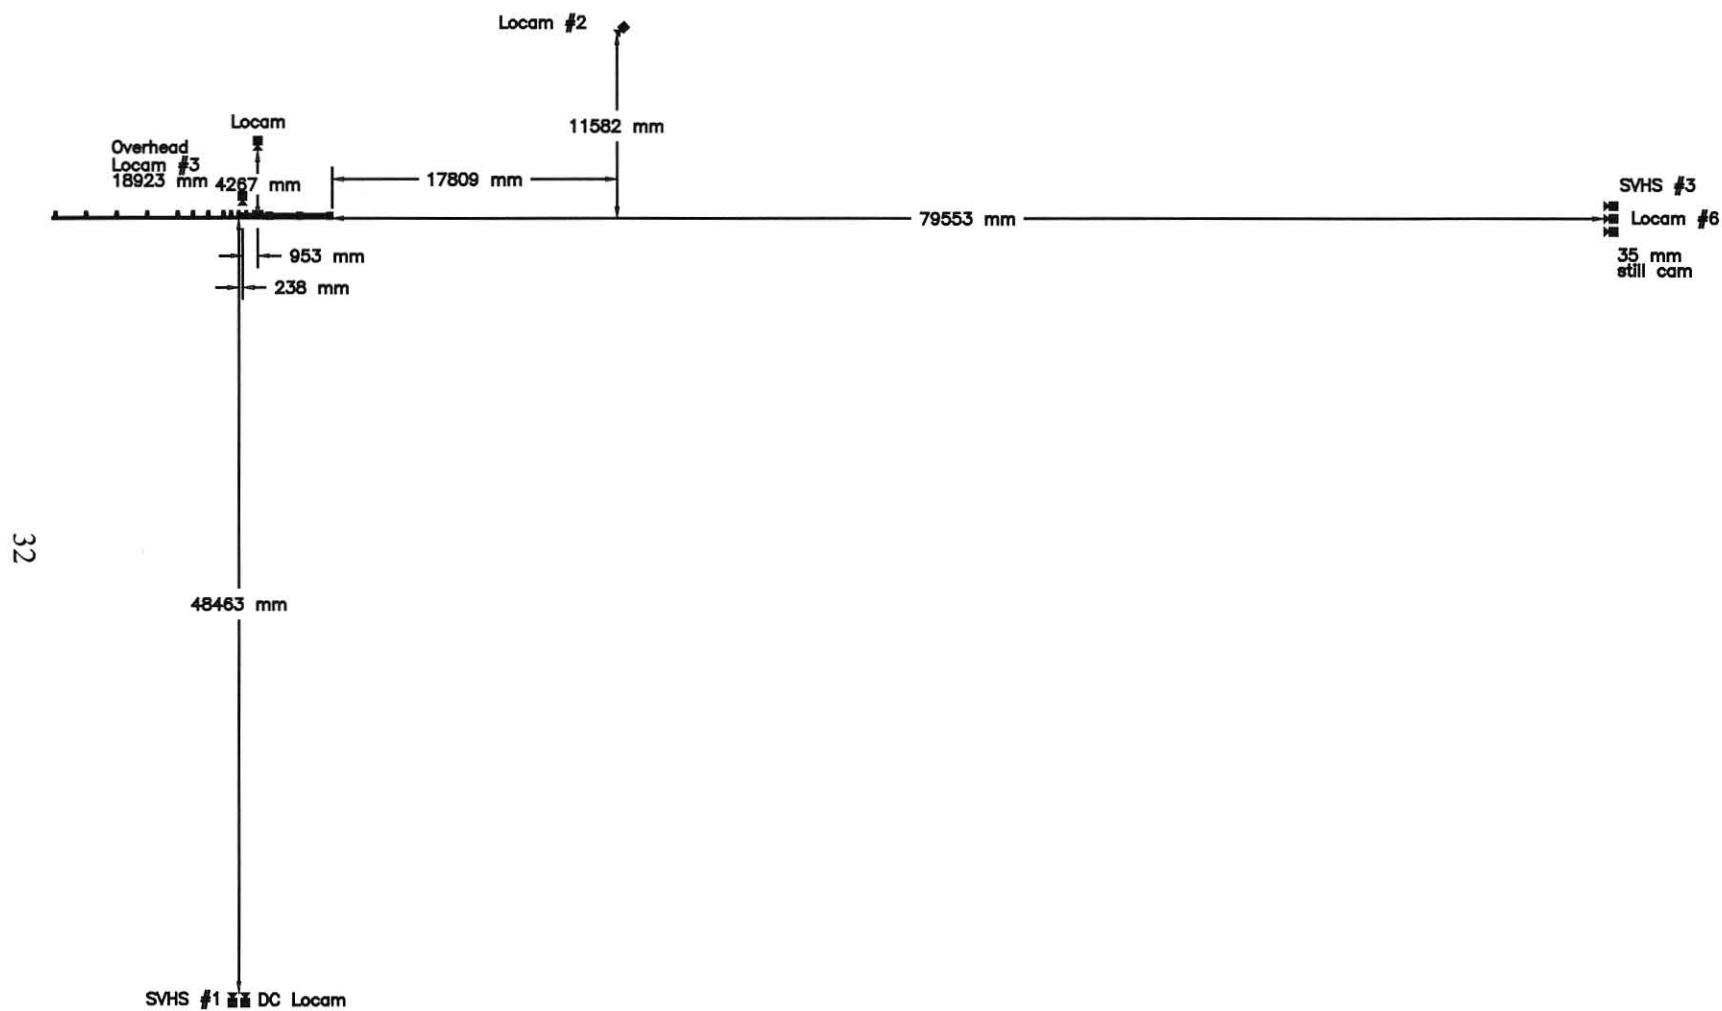 Locam #2
Locam
11582 mm
Overhead
Locam #3
18923 mm
4267 mm
17809 mm
SVHS #3
79553 mm
Locam #6
953 mm
35 mm
still cam
238 mm
32
48463 mm
SVHS #1
DC Locam